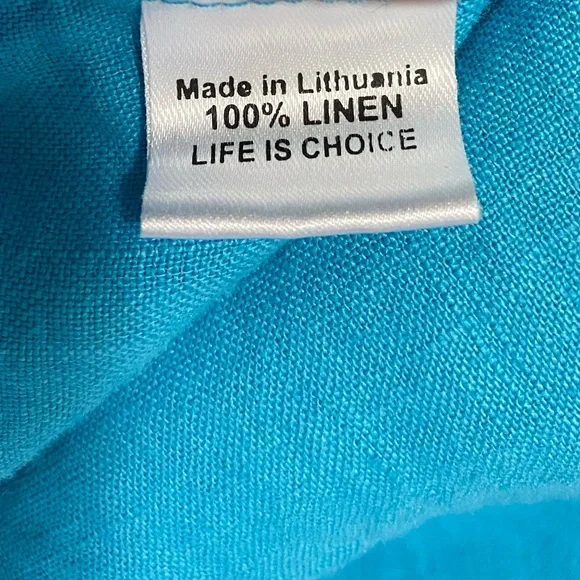 Made in Lithuania
100% LINEN
LIFE IS CHOICE